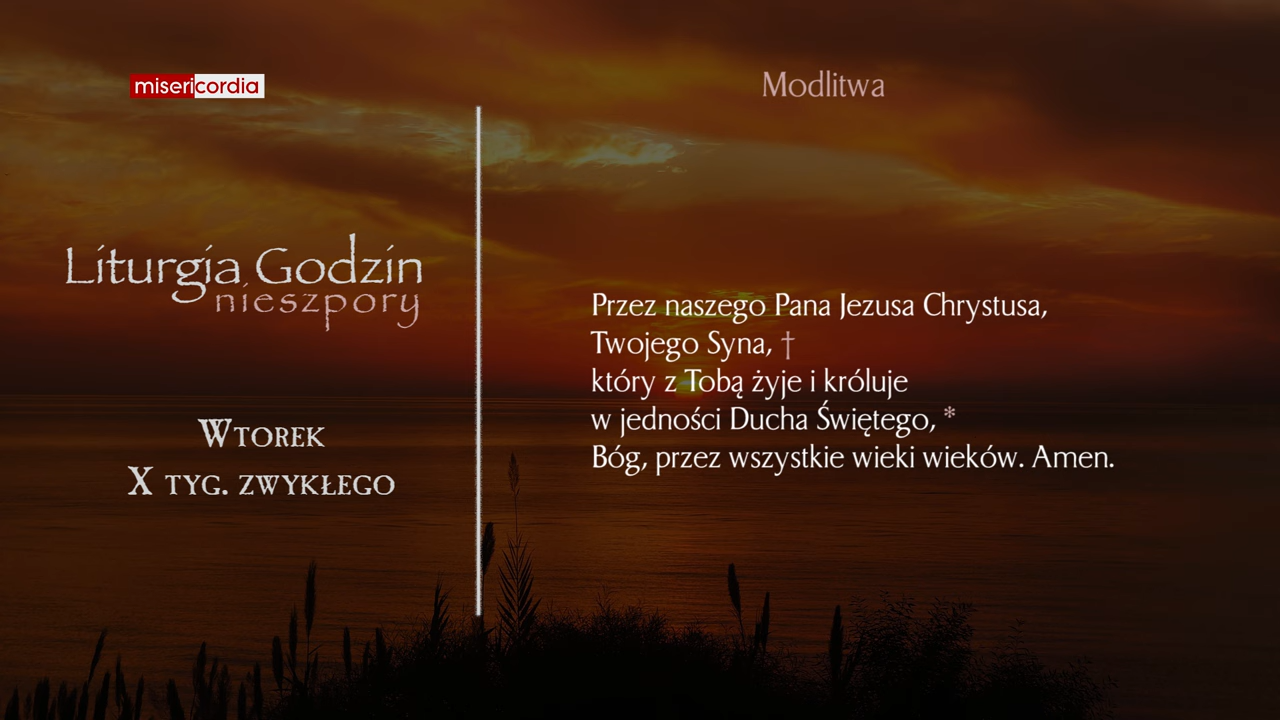 misericordia
Modlitwa
Liturgia Godzin
nieszpory
Wtorek
X tyg. zwykłego
Przez naszego Pana Jezusa Chrystusa,
Twojego Syna, †
który z Tobą żyje i króluje
w jedności Ducha Świętego, *
Bóg, przez wszystkie wieki wieków. Amen.